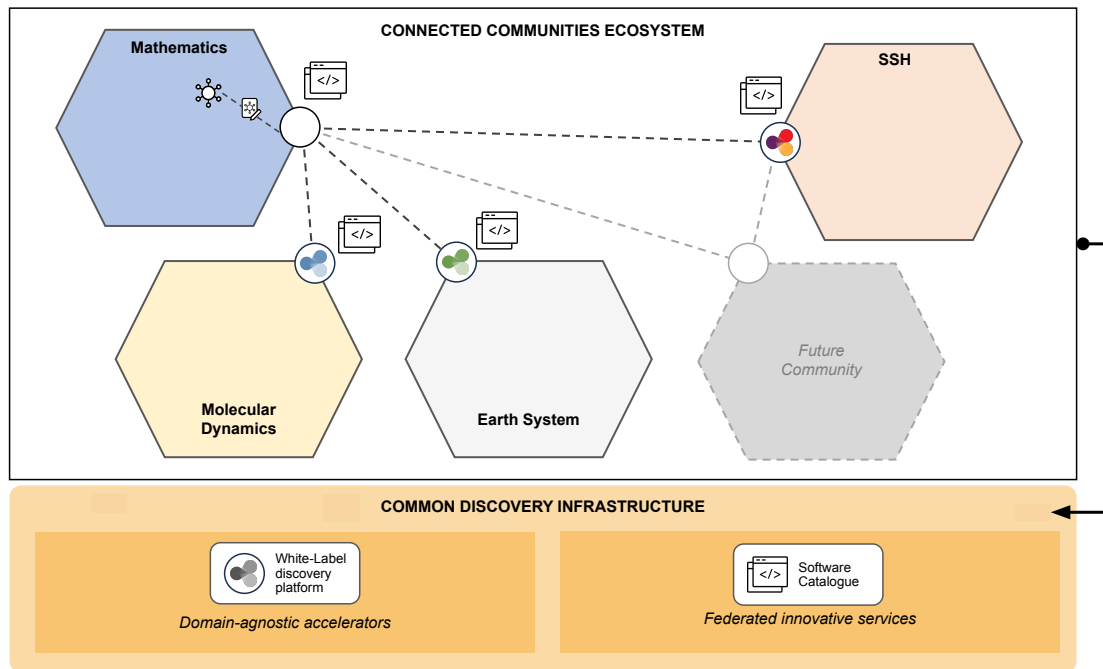 CONNECTED COMMUNITIES ECOSYSTEM
Mathematics
</>
SSH
</>
</>
</>
Molecular
Dynamics
Earth System
Future
Community
COMMON DISCOVERY INFRASTRUCTURE
White-Label
discovery
platform
Domain-agnostic accelerators
</>
Software
Catalogue
Federated innovative services